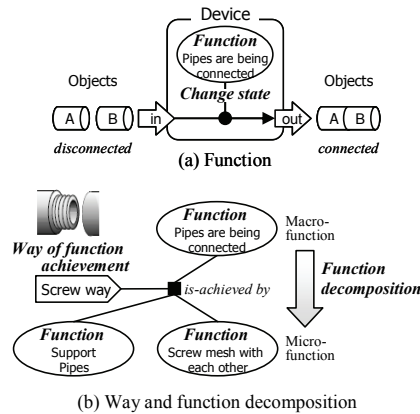 Device
Function
Pipes are being
connected
Objects
Objects
Change state
A
B
in
out
A
B
disconnected
connected
(a) Function
Function
Pipes are being
connected
Macro-
function
Way of function
achievement
Function
decomposition
Screw way
is-achieved by
Function
Support
Pipes
Function
Screw mesh with
each other
Micro-
function
(b) Way and function decomposition